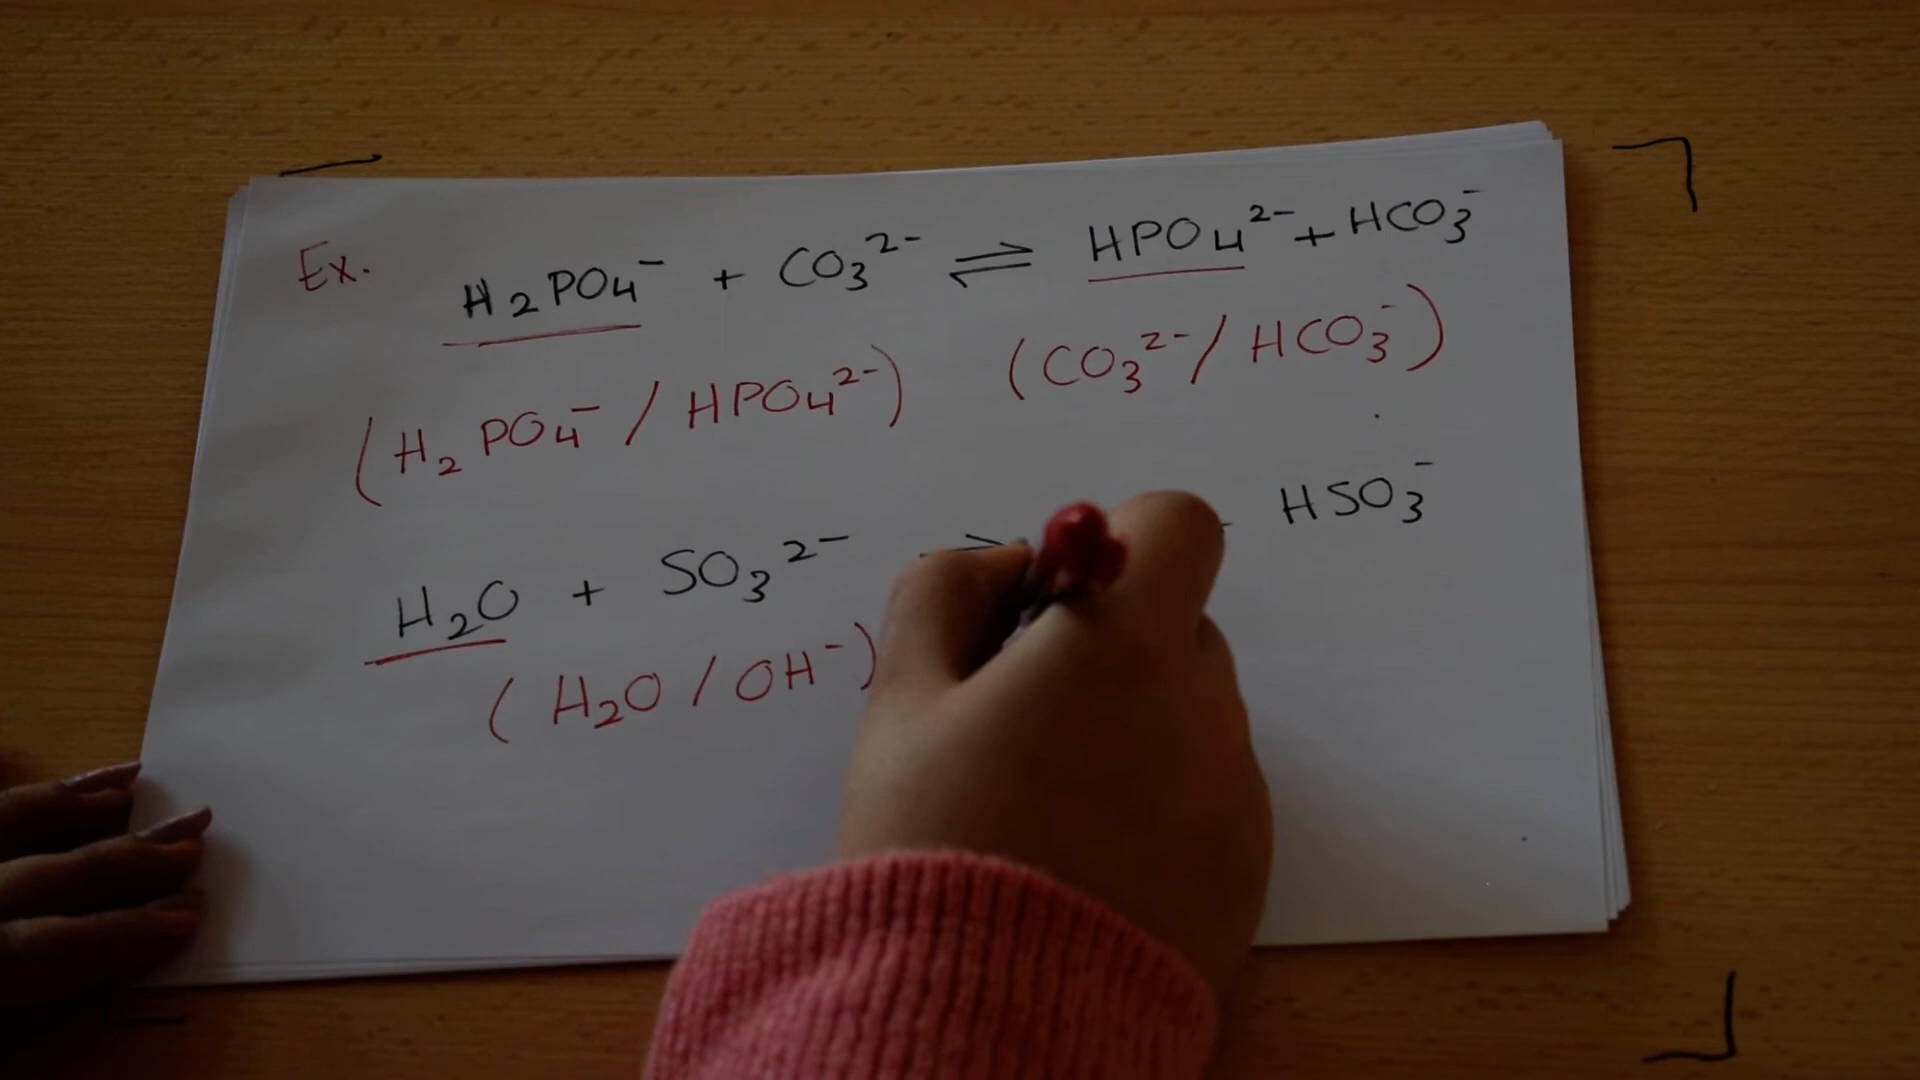 Ex. H₂PO₄⁻ + CO₃²⁻ ⇌ HPO₄²⁻ + HCO₃⁻
(H₂PO₄⁻ / HPO₄²⁻) (CO₃²⁻ / HCO₃⁻)
H₂O + SO₃²⁻ HSO₃⁻
(H₂O / OH⁻)